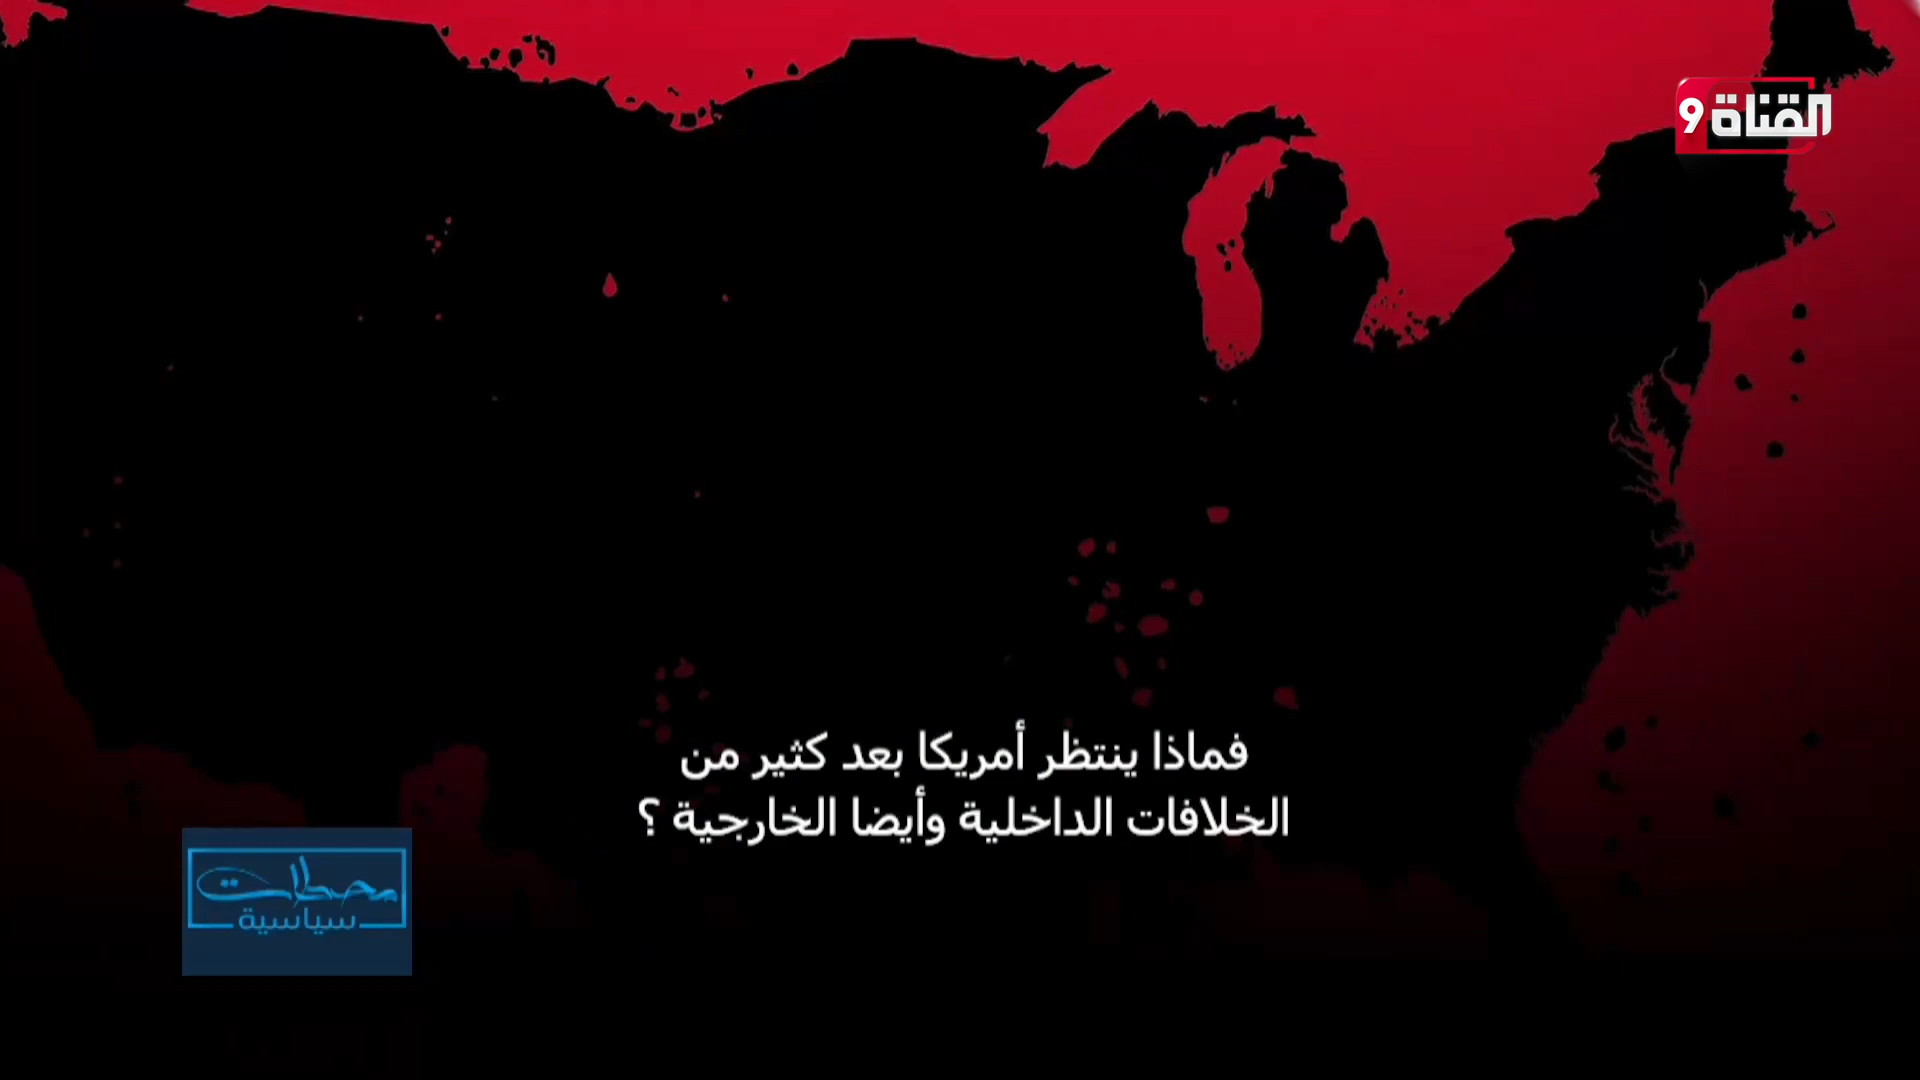 القناة 9
فماذا ينتظر أمريكا بعد كثير من
الخلافات الداخلية وأيضا الخارجية ؟
محطات
سياسية